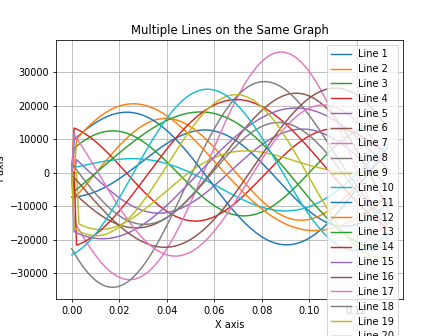 Multiple Lines on the Same Graph
30000
20000
10000
0
−10000
−20000
−30000
0.00
0.02
0.04
0.06
0.08
0.10
X axis
Line 1
Line 2
Line 3
Line 4
Line 5
Line 6
Line 7
Line 8
Line 9
Line 10
Line 11
Line 12
Line 13
Line 14
Line 15
Line 16
Line 17
Line 18
Line 19
Line 20